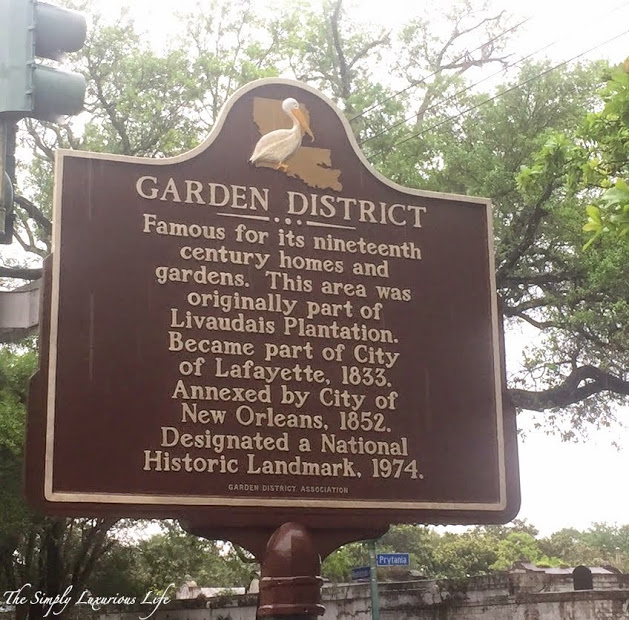 GARDEN DISTRICT
Famous for its nineteenth
century homes and
gardens. This area was
originally part of
Livaudais Plantation.
Became part of City
of Lafayette, 1833.
Annexed by City of
New Orleans, 1852.
Designated a National
Historic Landmark, 1974.
GARDEN DISTRICT ASSOCIATION
Prytania
The Simply Luxurious Life